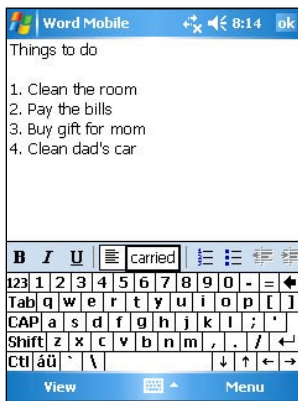 Word Mobile 8:14 ok
Things to do
1. Clean the room
2. Pay the bills
3. Buy gift for mom
4. Clean dad's car
B I U carried
123 1 2 3 4 5 6 7 8 9 0 - =
Tab q w e r t y u i o p [ ]
CAP a s d f g h j k l ; '
Shift z x c v b n m , . /
Ctl áü ` \
View Menu